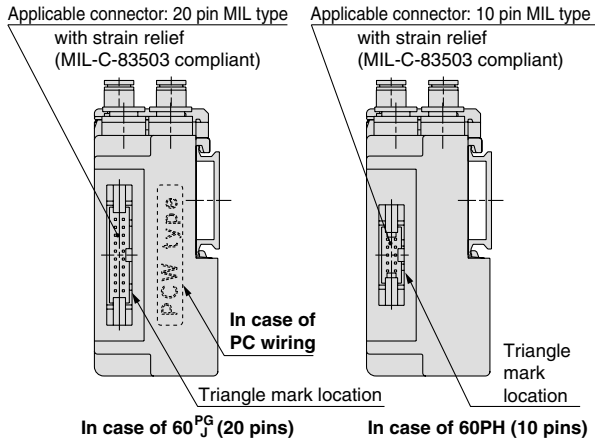 Applicable connector: 20 pin MIL type
with strain relief
(MIL-C-83503 compliant)
Applicable connector: 10 pin MIL type
with strain relief
(MIL-C-83503 compliant)
PCW type
In case of
PC wiring
Triangle mark location
Triangle
mark
location
In case of 60PG/J (20 pins)
In case of 60PH (10 pins)